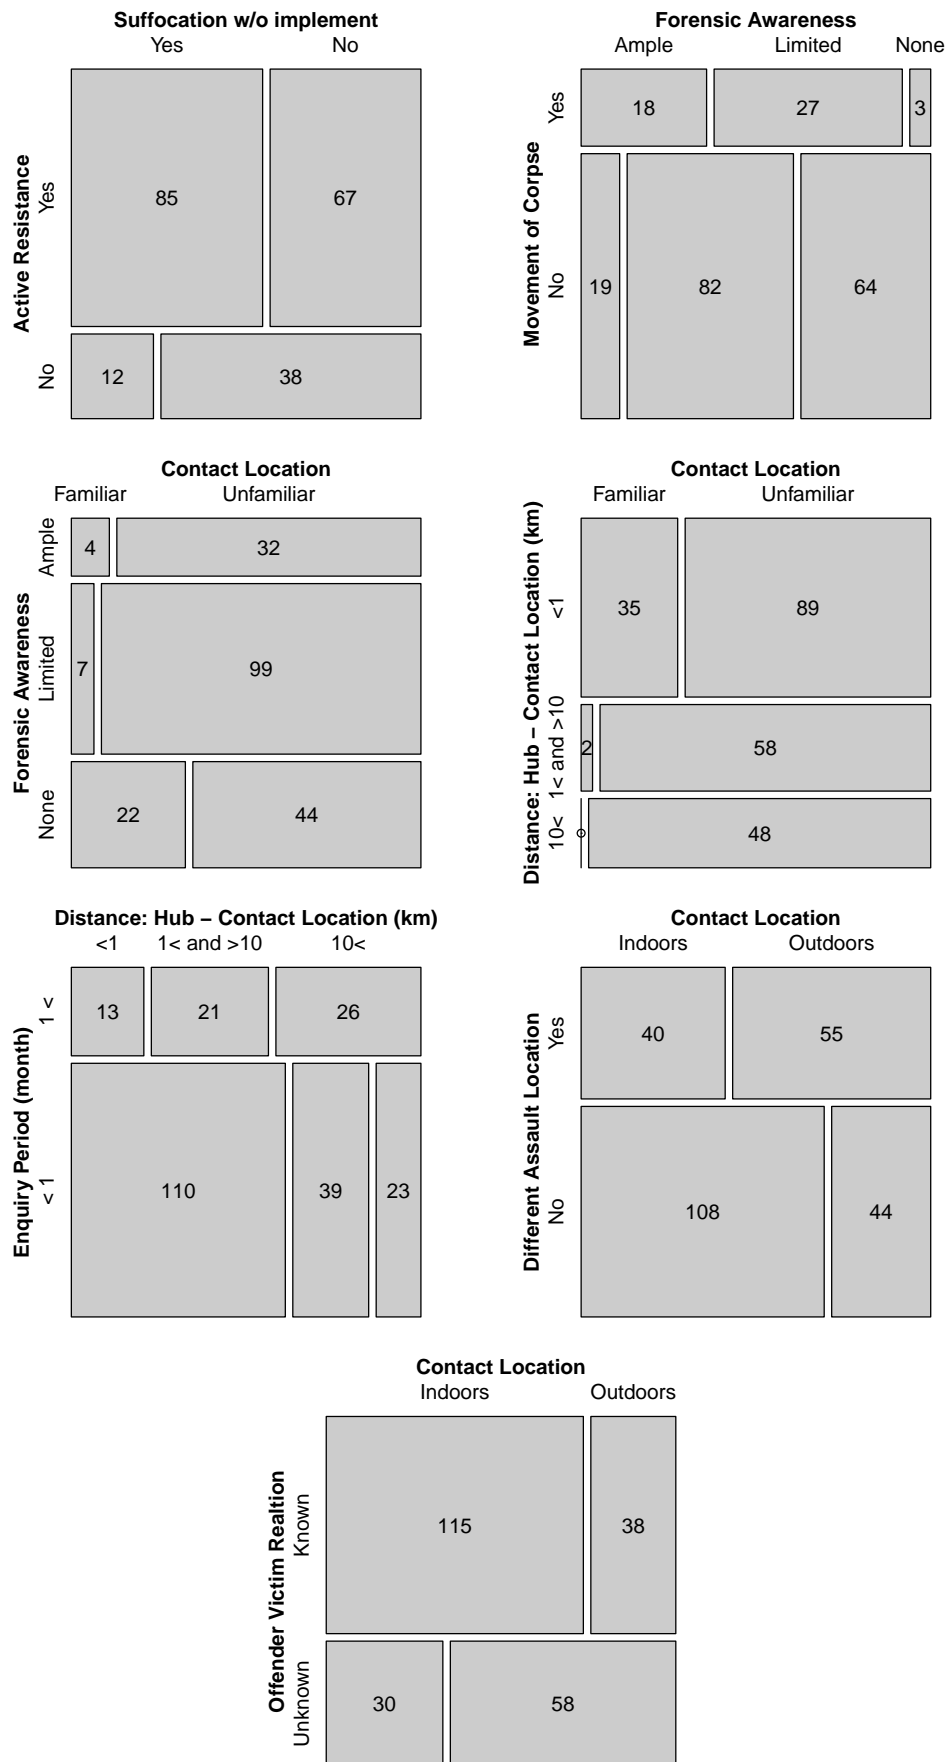 Suffocation w/o implement
Yes No
Active Resistance
Yes
85 67
No
12 38
Forensic Awareness
Ample Limited None
Movement of Corpse
Yes
18 27 3
No
19 82 64
Contact Location
Familiar Unfamiliar
Forensic Awareness
Ample
4 32
Limited
7 99
None
22 44
Contact Location
Familiar Unfamiliar
Distance: Hub – Contact Location (km)
<1
35 89
1< and >10
2 58
10<
48
Distance: Hub – Contact Location (km)
<1 1< and >10 10<
Enquiry Period (month)
1 <
13 21 26
< 1
110 39 23
Contact Location
Indoors Outdoors
Different Assault Location
Yes
40 55
No
108 44
Contact Location
Indoors Outdoors
Offender Victim Realtion
Known
115 38
Unknown
30 58